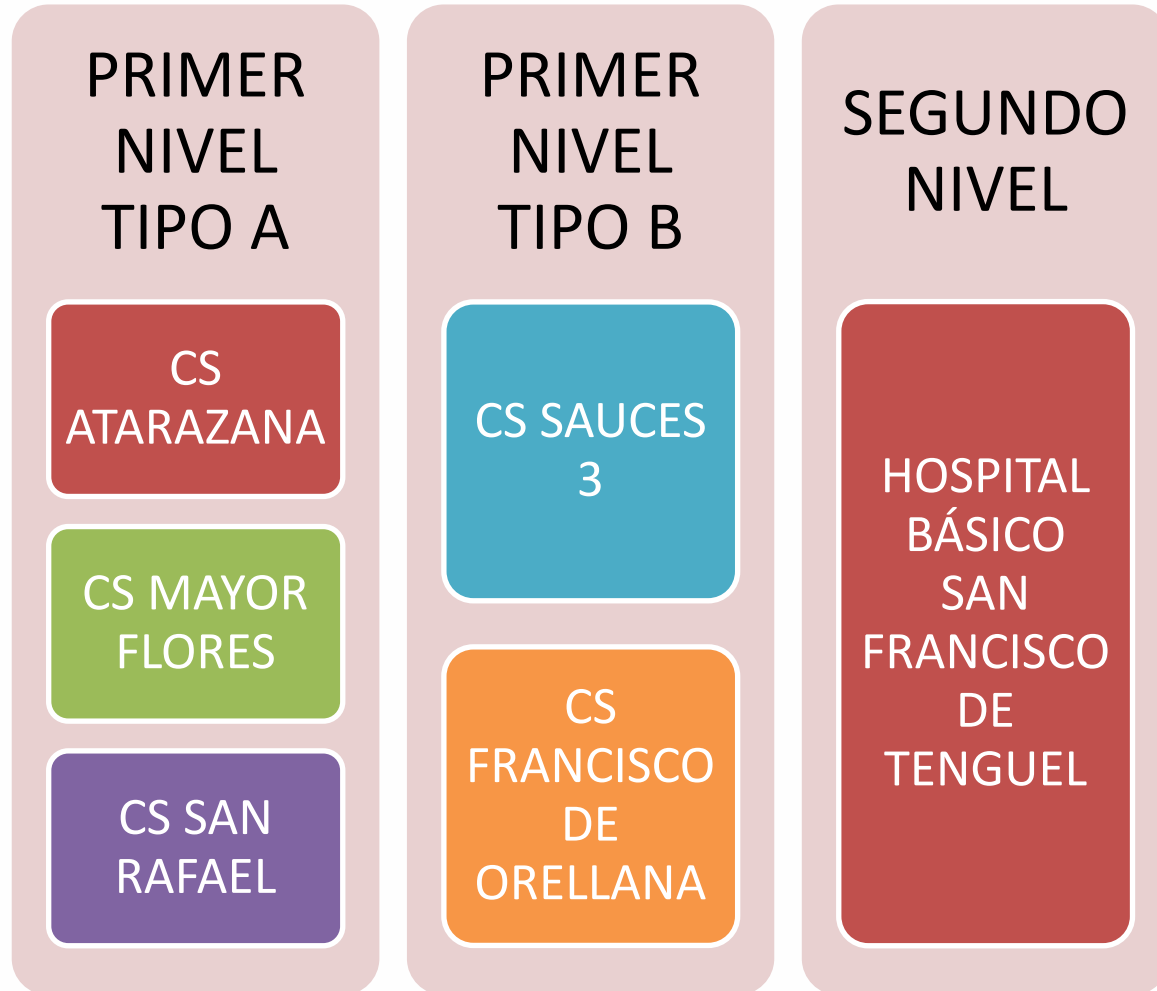 PRIMER
NIVEL
TIPO A
CS
ATARAZANA
CS MAYOR
FLORES
CS SAN
RAFAEL
PRIMER
NIVEL
TIPO B
CS SAUCES
3
CS
FRANCISCO
DE
ORELLANA
SEGUNDO
NIVEL
HOSPITAL
BÁSICO
SAN
FRANCISCO
DE
TENGUEL